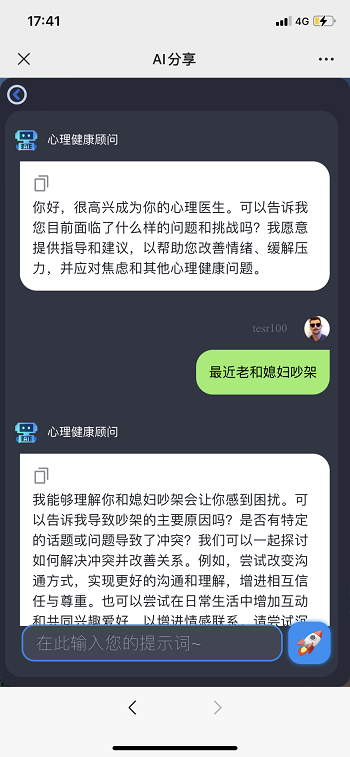 17:41
4G
AI分享
心理健康顾问
你好，很高兴成为你的心理医生。可以告诉我
您目前面临了什么样的问题和挑战吗？我愿意
提供指导和建议，以帮助您改善情绪、缓解压
力，并应对焦虑和其他心理健康问题。
tesr100
最近老和媳妇吵架
心理健康顾问
我能够理解你和媳妇吵架会让你感到困扰。可
以告诉我导致吵架的主要原因吗？是否有特定
的话题或问题导致了冲突？我们可以一起探讨
如何解决冲突并改善关系。例如，尝试改变沟
通方式，实现更好的沟通和理解，增进相互信
任与尊重。也可以尝试在日常生活中增加互动
和共同兴趣爱好，以增进情感联系。请尝试沉
在此输入您的提示词~